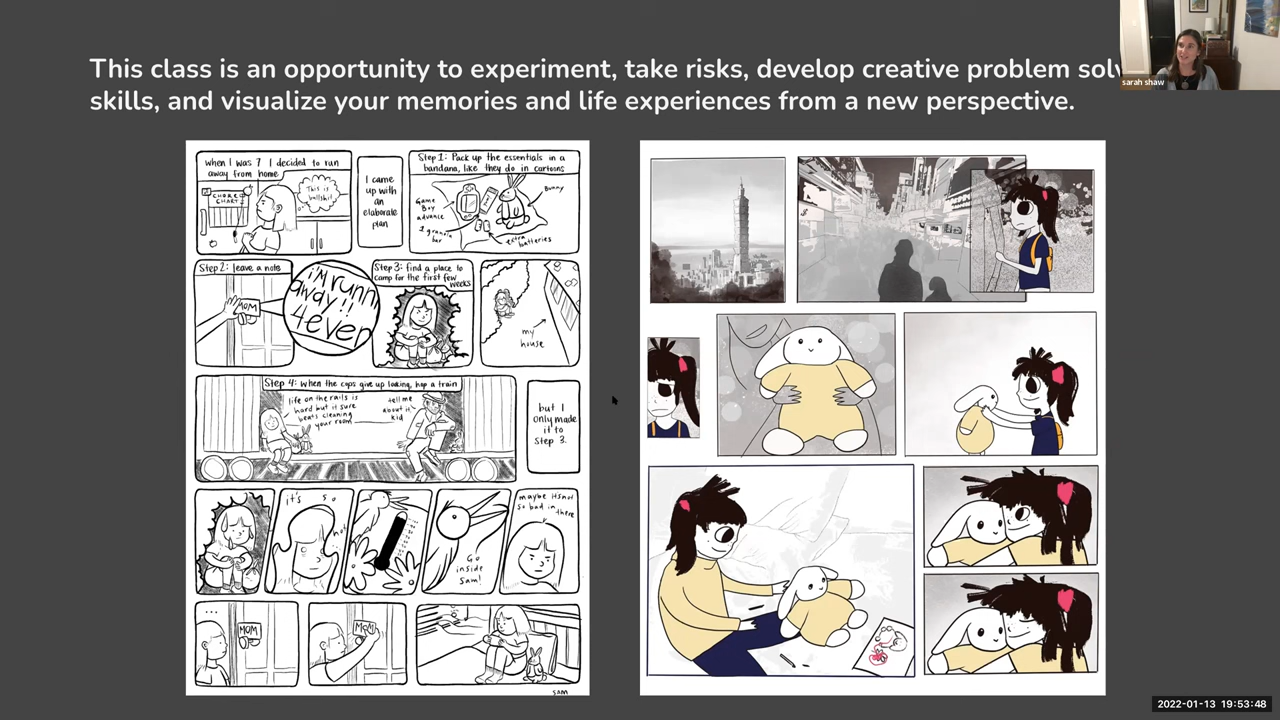 This class is an opportunity to experiment, take risks, develop creative problem
skills, and visualize your memories and life experiences from a new perspective.
sarah shaw
when I was 7 I decided to run
away from home
CHORE
CHART
This is
bullshit!
I came
up with
an
elaborate
plan
Step 1: Pack up the essentials in a
bandana, like they do in cartoons
Game
Boy
advance
1 granola
bar
Bunny
extra
batteries
Step 2: leave a note
MOM
i'M runnin
away !!
4ever
Step 3: find a place to
camp for the first few
weeks
my
house
Step 4: when the cops give up looking, hop a train
life on the rails is
hard but it sure
beats cleaning
your room
tell me
about it
kid
but I
only made
it to
Step 3.
it's so
hot
Go
inside
Sam!
maybe it's not
so bad in
there
...
MOM
MOM
sam
2022-01-13 19:53:48